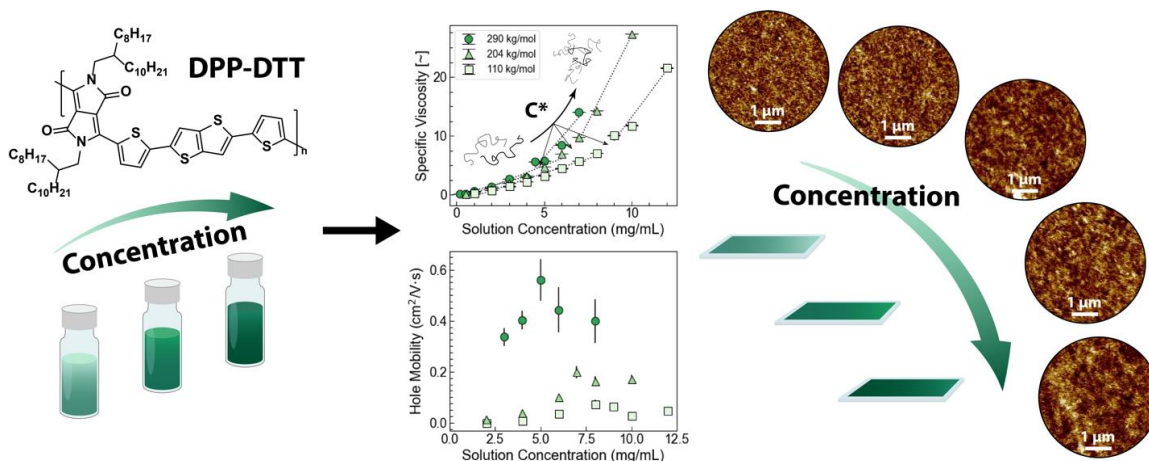 C₈H₁₇
C₁₀H₂₁
DPP-DTT
N
O
O
N
S
S
S
S
n
C₈H₁₇
C₁₀H₂₁
Concentration
Specific Viscosity [~]
20
10
0
290 kg/mol
204 kg/mol
110 kg/mol
C*
0
5
10
Solution Concentration (mg/mL)
Hole Mobility (cm²/V·s)
0.6
0.4
0.2
0.0
0.0
2.5
5.0
7.5
10.0
12.5
Solution Concentration (mg/mL)
1 µm
1 µm
1 µm
1 µm
1 µm
Concentration